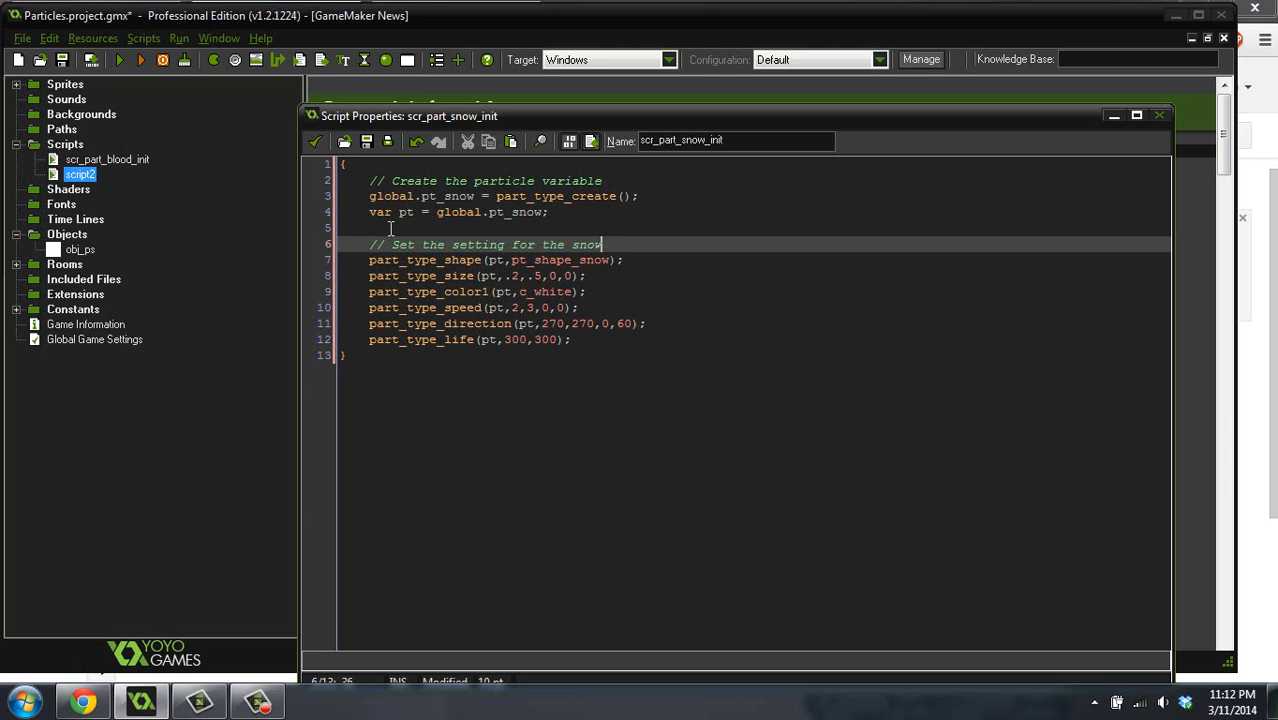 Particles.project.gmx* - Professional Edition (v1.2.1224) - [GameMaker News]
File Edit Resources Scripts Run Window Help
Target: Windows Configuration: Default Manage Knowledge Base:
Sprites
Sounds
Backgrounds
Paths
Scripts
scr_part_blood_init
script2
Shaders
Fonts
Time Lines
Objects
obj_ps
Rooms
Included Files
Extensions
Constants
Game Information
Global Game Settings
YOYO
GAMES
Script Properties: scr_part_snow_init
Name: scr_part_snow_init
1 {
2 // Create the particle variable
3 global.pt_snow = part_type_create();
4 var pt = global.pt_snow;
5
6 // Set the setting for the snow
7 part_type_shape(pt,pt_shape_snow);
8 part_type_size(pt,.2,.5,0,0);
9 part_type_color1(pt,c_white);
10 part_type_speed(pt,2,3,0,0);
11 part_type_direction(pt,270,270,0,60);
12 part_type_life(pt,300,300);
13 }
6/13: 36 INS Modified 10 pt
11:12 PM
3/11/2014